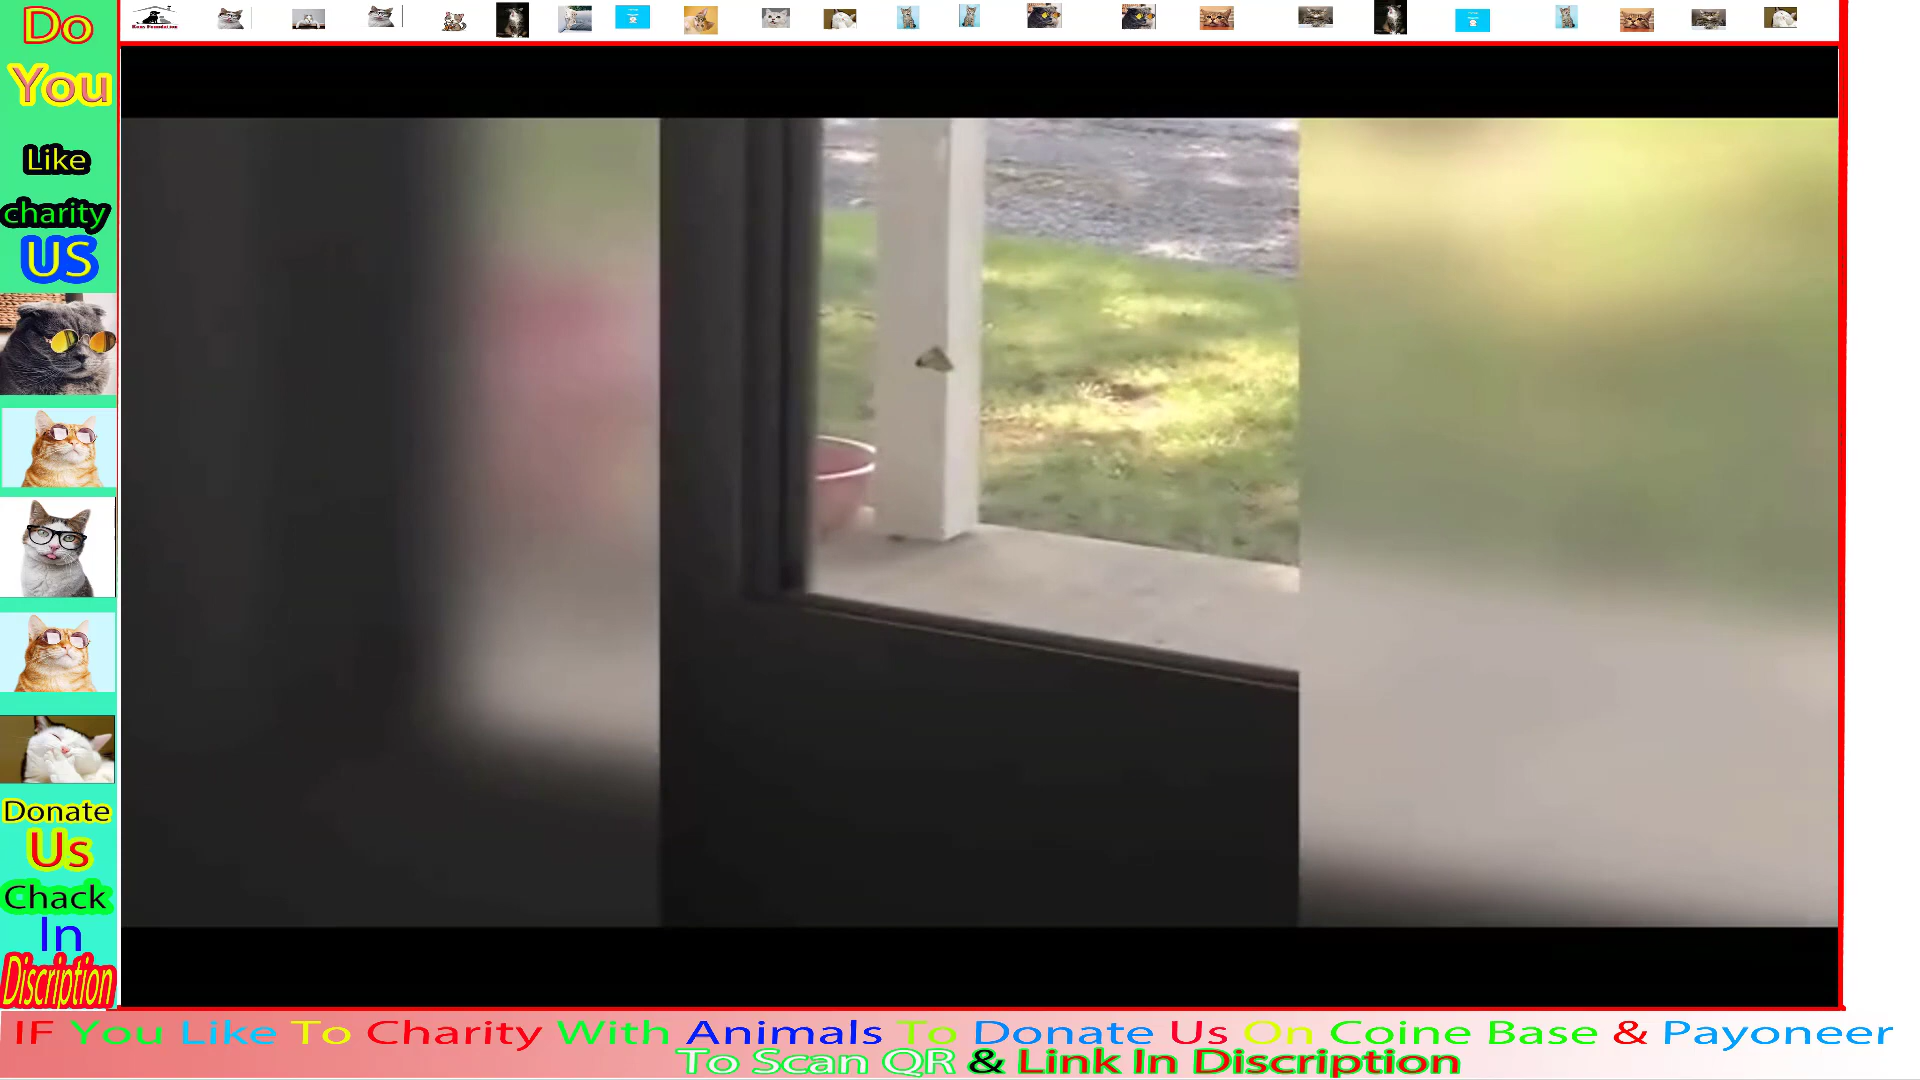 Do
You
Like
charity
US
Donate
Us
Chack
In
Discription
IF You Like To Charity With Animals To Donate Us On Coine Base & Payoneer
To Scan QR & Link In Discription